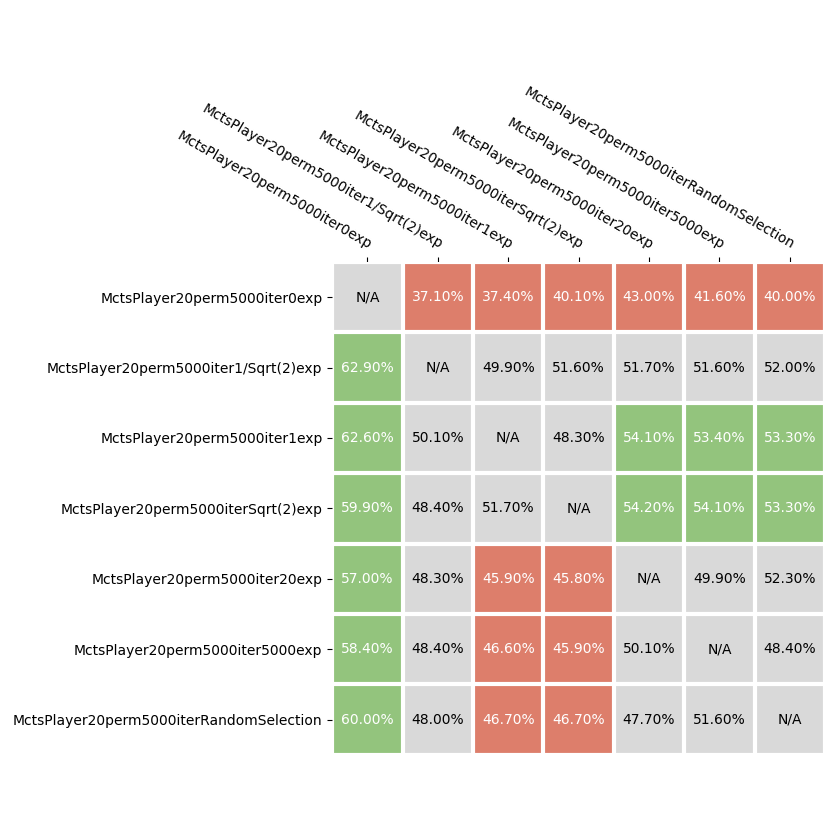 MctsPlayer20perm5000iter0exp
MctsPlayer20perm5000iter1/Sqrt(2)exp
MctsPlayer20perm5000iter1exp
MctsPlayer20perm5000iterSqrt(2)exp
MctsPlayer20perm5000iter20exp
MctsPlayer20perm5000iter5000exp
MctsPlayer20perm5000iterRandomSelection
MctsPlayer20perm5000iter0exp N/A 37.10% 37.40% 40.10% 43.00% 41.60% 40.00%
MctsPlayer20perm5000iter1/Sqrt(2)exp 62.90% N/A 49.90% 51.60% 51.70% 51.60% 52.00%
MctsPlayer20perm5000iter1exp 62.60% 50.10% N/A 48.30% 54.10% 53.40% 53.30%
MctsPlayer20perm5000iterSqrt(2)exp 59.90% 48.40% 51.70% N/A 54.20% 54.10% 53.30%
MctsPlayer20perm5000iter20exp 57.00% 48.30% 45.90% 45.80% N/A 49.90% 52.30%
MctsPlayer20perm5000iter5000exp 58.40% 48.40% 46.60% 45.90% 50.10% N/A 48.40%
MctsPlayer20perm5000iterRandomSelection 60.00% 48.00% 46.70% 46.70% 47.70% 51.60% N/A